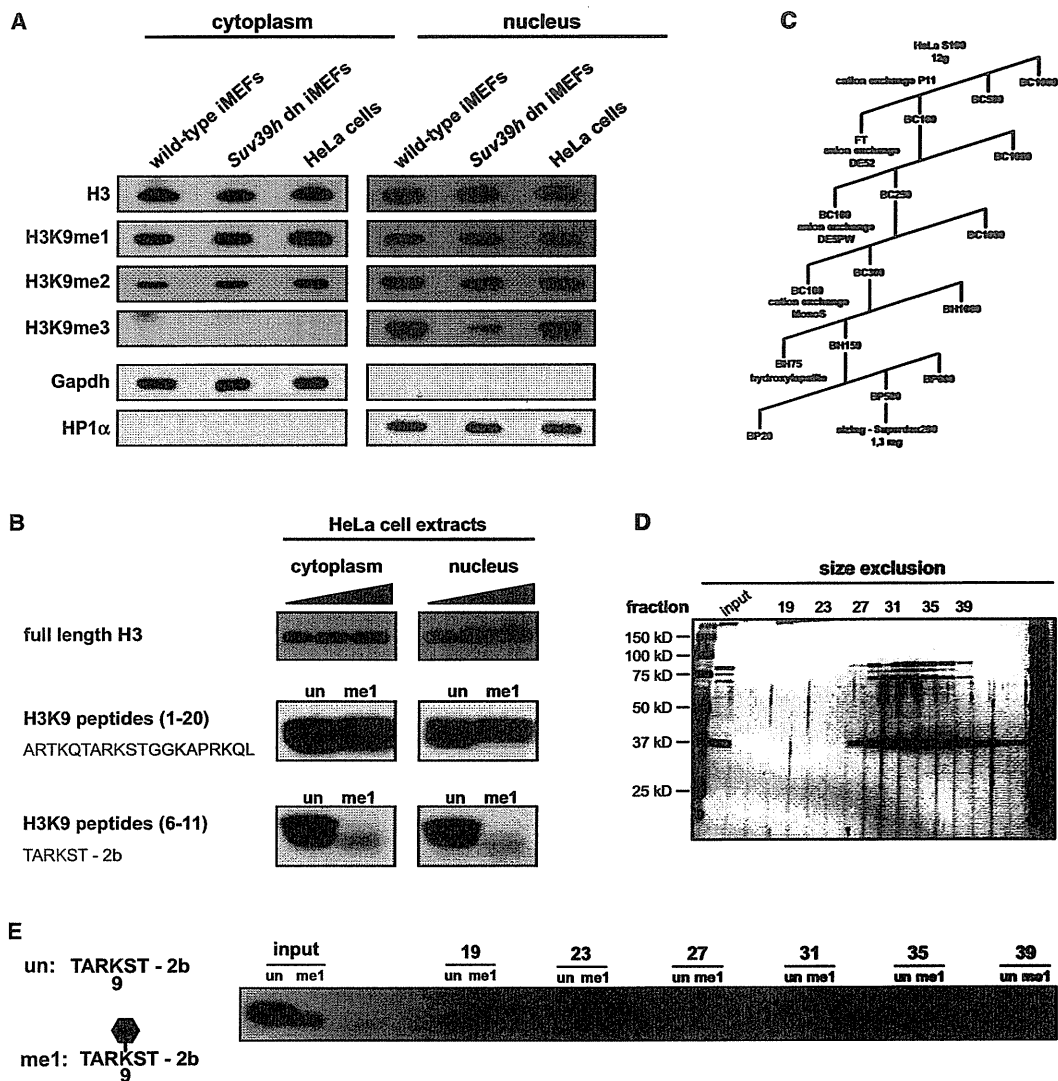 A
cytoplasm
nucleus
wild-type iMEFs
Suv39h dn iMEFs
HeLa cells
wild-type iMEFs
Suv39h dn iMEFs
HeLa cells
H3
H3K9me1
H3K9me2
H3K9me3
Gapdh
HP1α
C
HeLa S100
12g
cation exchange P11
BC1000
BC500
BC100
FT
anion exchange
DE52
BC1000
BC250
BC100
anion exchange
DE5PW
BC1000
BC300
BC100
cation exchange
MonoS
BH1000
BH150
BH75
hydroxylapatite
BP500
BP20
sizing - Superdex200
1,3 mg
B
HeLa cell extracts
cytoplasm
nucleus
full length H3
un me1
un me1
H3K9 peptides (1-20)
ARTKQTARKSTGGKAPRKQL
un me1
un me1
H3K9 peptides (6-11)
TARKST - 2b
D
size exclusion
fraction
input
19 23 27 31 35 39
150 kD
100 kD
75 kD
50 kD
37 kD
25 kD
E
un: TARKST - 2b
9
me1: TARKST - 2b
9
input 19 23 27 31 35 39
un me1 un me1 un me1 un me1 un me1 un me1 un me1